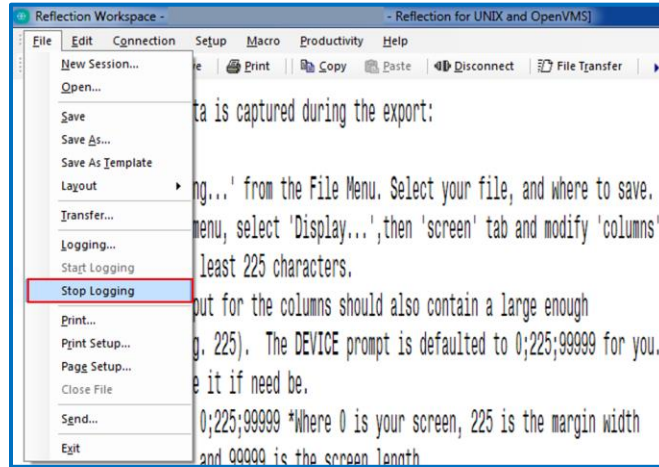 Reflection Workspace - - Reflection for UNIX and OpenVMS]
File Edit Connection Setup Macro Productivity Help
Print Copy Paste Disconnect File Transfer
New Session...
Open...
Save
Save As...
Save As Template
Layout
Transfer...
Logging...
Start Logging
Stop Logging
Print...
Print Setup...
Page Setup...
Close File
Send...
Exit
ta is captured during the export:
ng...' from the File Menu. Select your file, and where to save.
menu, select 'Display...',then 'screen' tab and modify 'columns'
least 225 characters.
put for the columns should also contain a large enough
g. 225). The DEVICE prompt is defaulted to 0;225;99999 for you.
e it if need be.
0;225;99999 *Where 0 is your screen, 225 is the margin width
and 99999 is the screen length